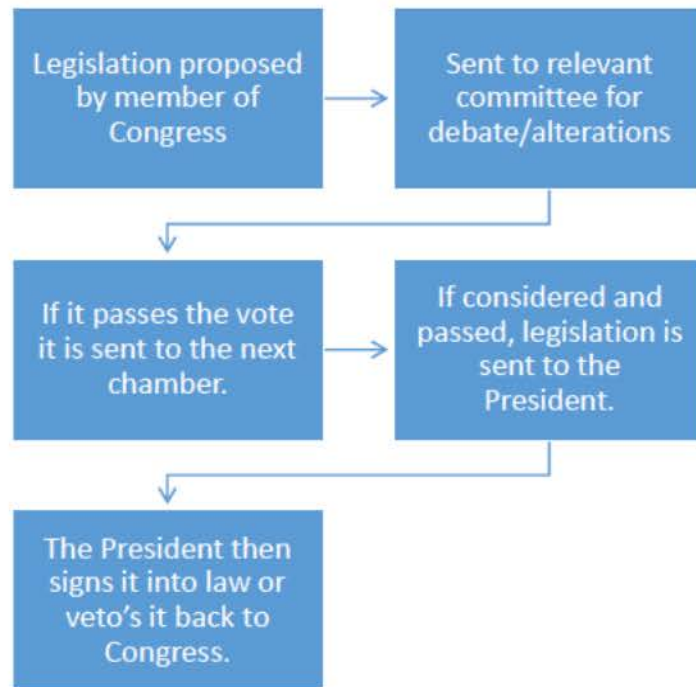 Legislation proposed
by member of
Congress
Sent to relevant
committee for
debate/alterations
If it passes the vote
it is sent to the next
chamber.
If considered and
passed, legislation is
sent to the
President.
The President then
signs it into law or
veto’s it back to
Congress.